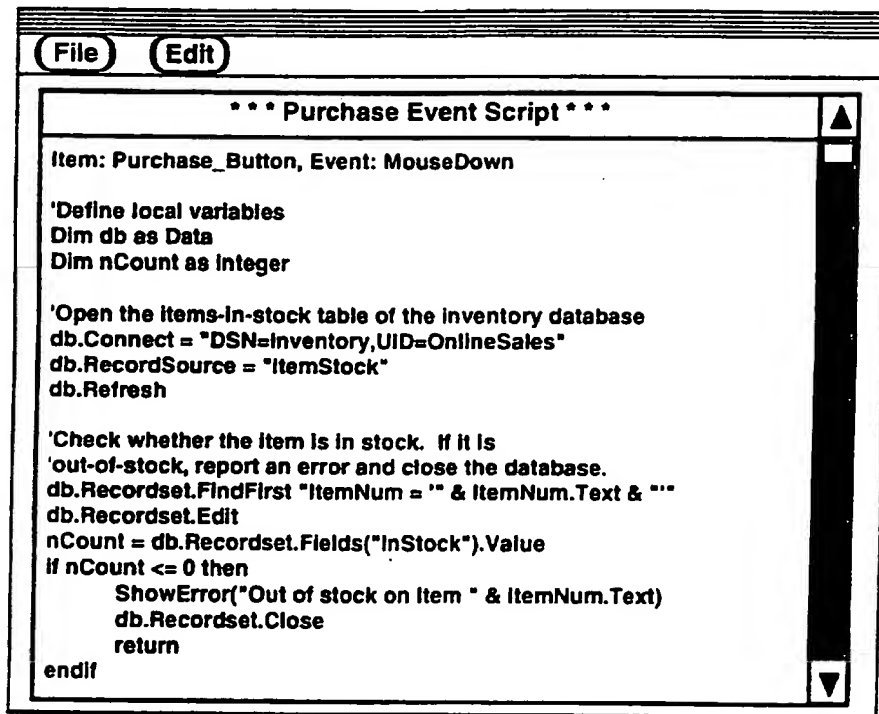 File Edit
* * * Purchase Event Script * * *
Item: Purchase_Button, Event: MouseDown
'Define local variables
Dim db as Data
Dim nCount as Integer
'Open the items-in-stock table of the inventory database
db.Connect = "DSN=Inventory,UID=OnlineSales"
db.RecordSource = "ItemStock"
db.Refresh
'Check whether the item is in stock. If it is
'out-of-stock, report an error and close the database.
db.Recordset.FindFirst "ItemNum = '" & ItemNum.Text & "'"
db.Recordset.Edit
nCount = db.Recordset.Fields("InStock").Value
if nCount <= 0 then
ShowError("Out of stock on Item " & ItemNum.Text)
db.Recordset.Close
return
endif